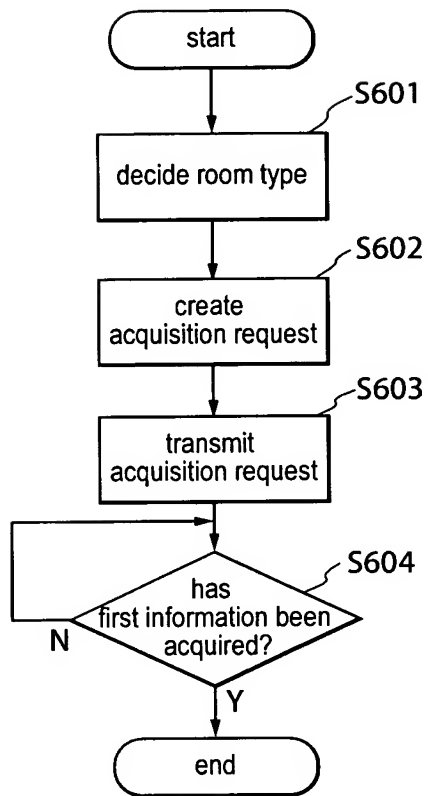 start
S601
decide room type
S602
create
acquisition request
S603
transmit
acquisition request
S604
has
first information been
acquired?
N
Y
end